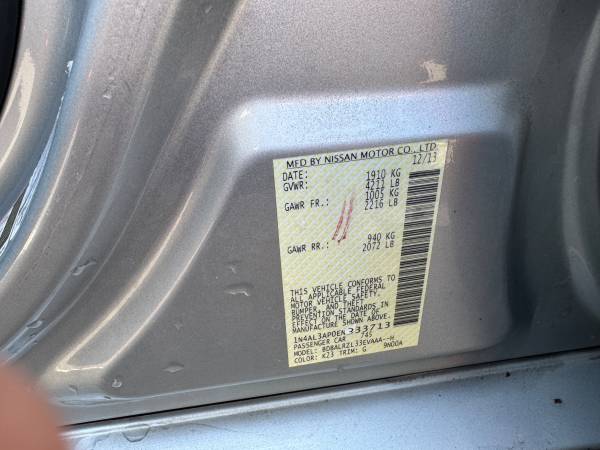 MFD BY NISSAN MOTOR CO., LTD.
DATE: 12/13
GVWR: 1910 KG
4211 LB
GAWR FR.: 1005 KG
2216 LB
GAWR RR.: 940 KG
2072 LB
THIS VEHICLE CONFORMS TO
ALL APPLICABLE FEDERAL
MOTOR VEHICLE SAFETY,
BUMPER, AND THEFT
PREVENTION STANDARDS IN
EFFECT ON THE DATE OF
MANUFACTURE SHOWN ABOVE.
1N4AL3AP0EN333713
PASSENGER CAR 745
MODEL: BDBALRZL33EVAAA--H
COLOR: K23 TRIM: G 9N00A